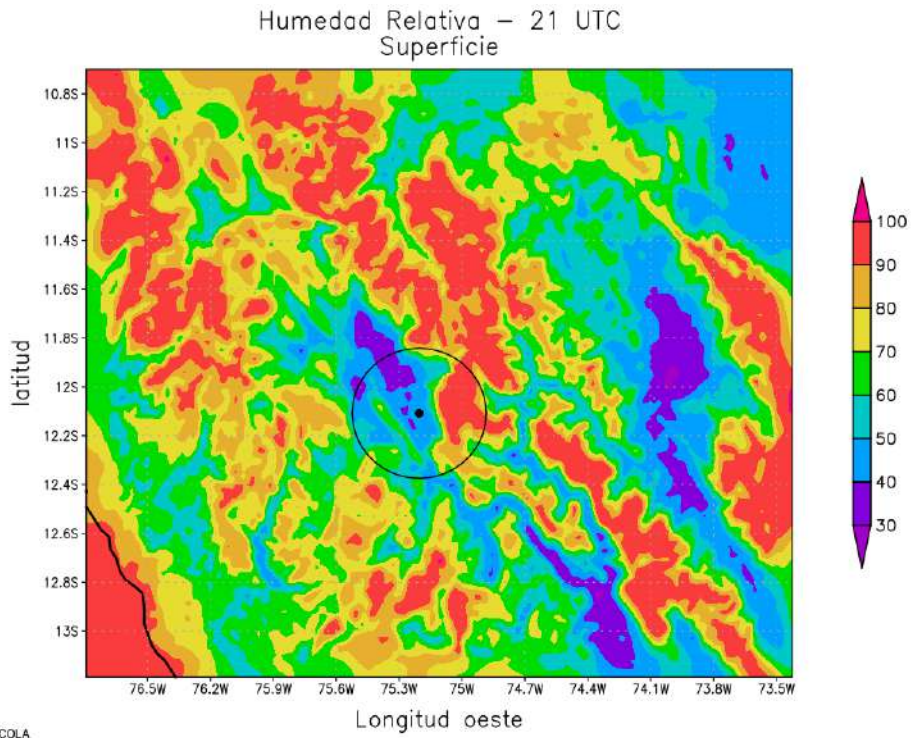 Humedad Relativa – 21 UTC
Superficie
10.8S
11S
11.2S
11.4S
11.6S
11.8S
12S
12.2S
12.4S
12.6S
12.8S
13S
latitud
76.5W 76.2W 75.9W 75.6W 75.3W 75W 74.7W 74.4W 74.1W 73.8W 73.5W
Longitud oeste
100
90
80
70
60
50
40
30
COLA